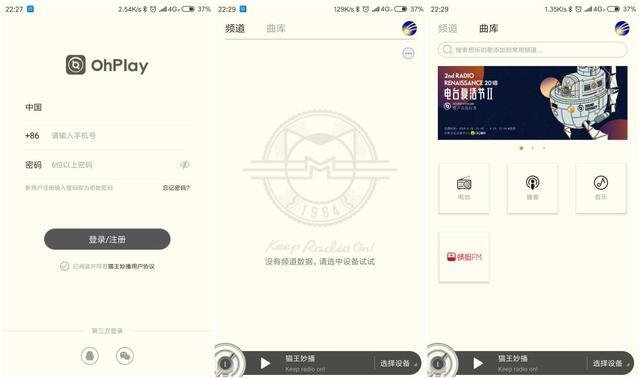 22:27
2.54K/s 4G 37%
OhPlay
中国
+86 请输入手机号
密码 6位以上密码
新用户注册输入密码即为初始密码 忘记密码?
登录/注册
已阅读并同意猫王妙播用户协议
第三方登录
22:29
129K/s 4G 37%
频道 曲库
1984
Keep Radio On!
没有频道数据, 请选中设备试试
猫王妙播
Keep radio on!
选择设备
22:29
1.35K/s 4G 37%
频道 曲库
搜索想听的歌添加到常用频道...
2nd RADIO
RENAISSANCE 2018
电台复活节II
电台
播客
音乐
蜻蜓FM
猫王妙播
Keep radio on!
选择设备